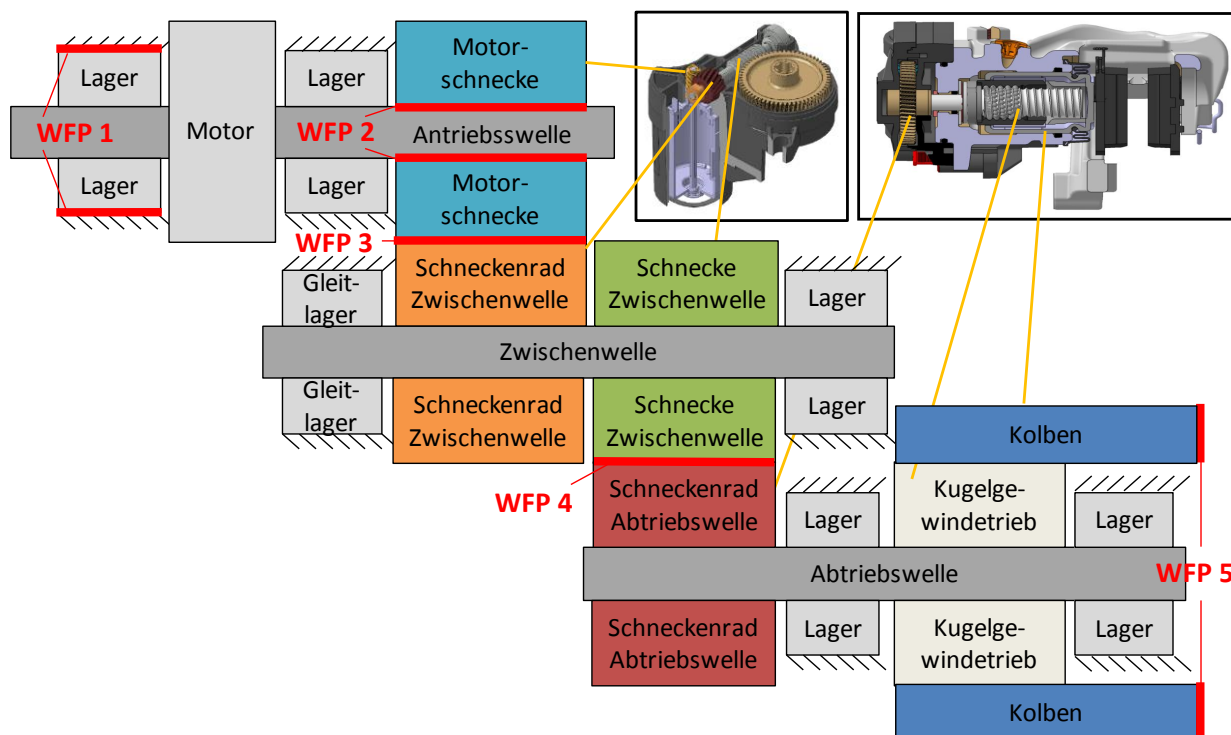 Lager
WFP 1
Lager
Motor
Lager
WFP 2
Lager
Motor-
schnecke
Antriebsswelle
Motor-
schnecke
WFP 3
Gleit-
lager
Schneckenrad
Zwischenwelle
Schnecke
Zwischenwelle
Lager
Zwischenwelle
Gleit-
lager
Schneckenrad
Zwischenwelle
Schnecke
Zwischenwelle
Lager
Kolben
WFP 4
Schneckenrad
Abtriebswelle
Lager
Kugelge-
windetrieb
Lager
Abtriebswelle
WFP 5
Schneckenrad
Abtriebswelle
Lager
Kugelge-
windetrieb
Lager
Kolben